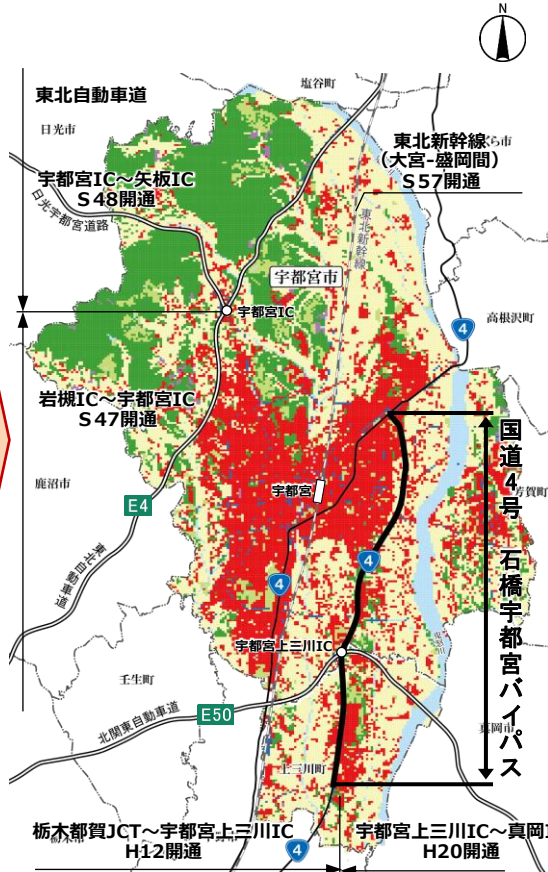 N
塩谷町
東北自動車道
日光市
東北新幹線
くら市
（大宮-盛岡間）
S57開通
宇都宮IC～矢板IC
S48開通
日光宇都宮道路
東北新幹線
宇都宮市
宇都宮IC
高根沢町
4
岩槻IC～宇都宮IC
S47開通
国道4号　石橋宇都宮バイパス
鹿沼市
宇都宮
芳賀町
E4
東北自動車道
4
4
宇都宮上三川IC
鬼怒川
壬生町
E50
北関東自動車道
真岡市
上三川町
栃木都賀JCT～宇都宮上三川IC
H12開通
宇都宮上三川IC～真岡I
H20開通
4